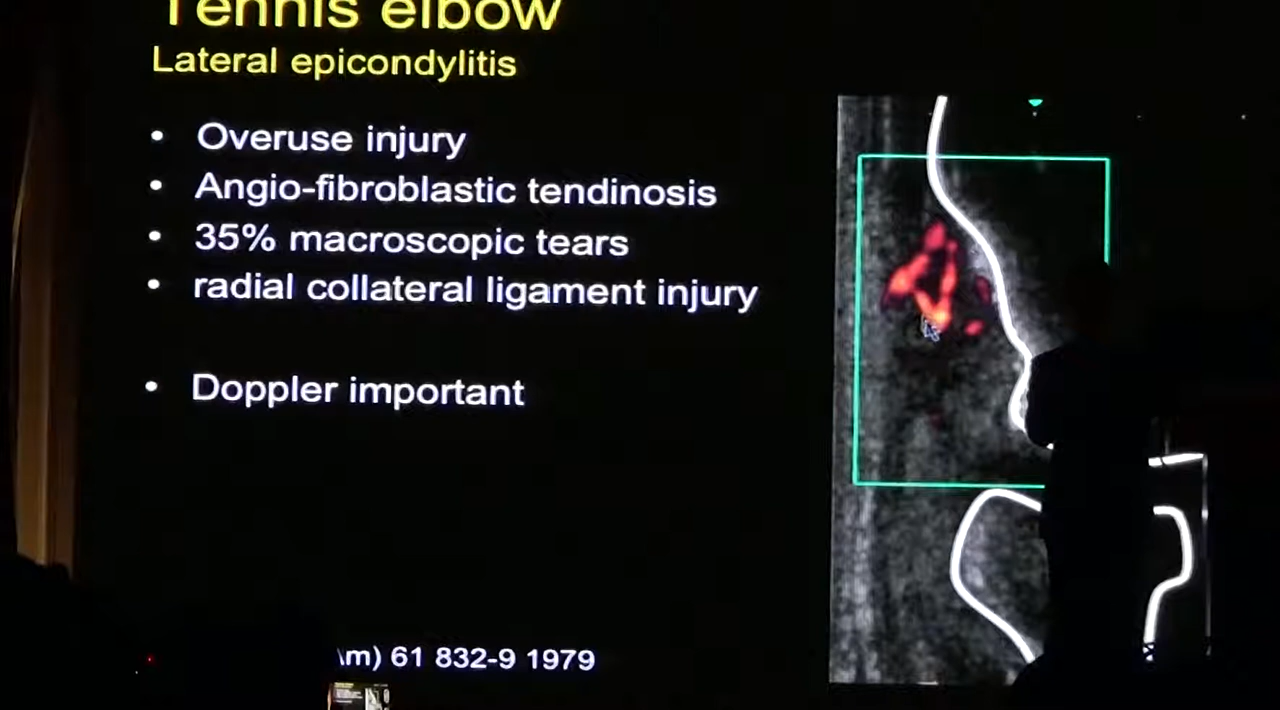 Tennis elbow
Lateral epicondylitis
• Overuse injury
• Angio-fibroblastic tendinosis
• 35% macroscopic tears
• radial collateral ligament injury
• Doppler important
m) 61 832-9 1979